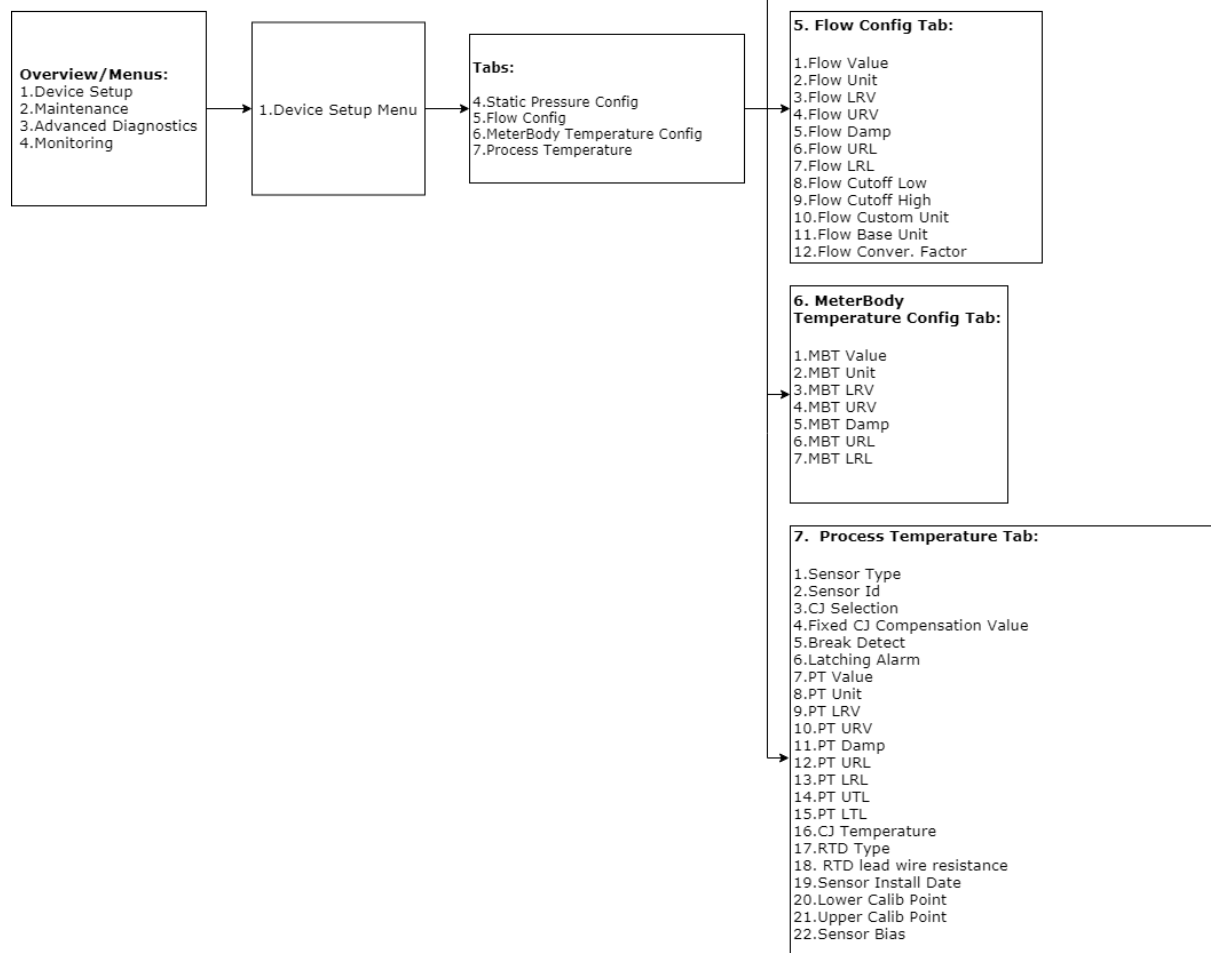 Overview/Menus:
1.Device Setup
2.Maintenance
3.Advanced Diagnostics
4.Monitoring
1.Device Setup Menu
Tabs:
4.Static Pressure Config
5.Flow Config
6.MeterBody Temperature Config
7.Process Temperature
5. Flow Config Tab:
1.Flow Value
2.Flow Unit
3.Flow LRV
4.Flow URV
5.Flow Damp
6.Flow URL
7.Flow LRL
8.Flow Cutoff Low
9.Flow Cutoff High
10.Flow Custom Unit
11.Flow Base Unit
12.Flow Conver. Factor
6. MeterBody
Temperature Config Tab:
1.MBT Value
2.MBT Unit
3.MBT LRV
4.MBT URV
5.MBT Damp
6.MBT URL
7.MBT LRL
7.  Process Temperature Tab:
1.Sensor Type
2.Sensor Id
3.CJ Selection
4.Fixed CJ Compensation Value
5.Break Detect
6.Latching Alarm
7.PT Value
8.PT Unit
9.PT LRV
10.PT URV
11.PT Damp
12.PT URL
13.PT LRL
14.PT UTL
15.PT LTL
16.CJ Temperature
17.RTD Type
18. RTD lead wire resistance
19.Sensor Install Date
20.Lower Calib Point
21.Upper Calib Point
22.Sensor Bias